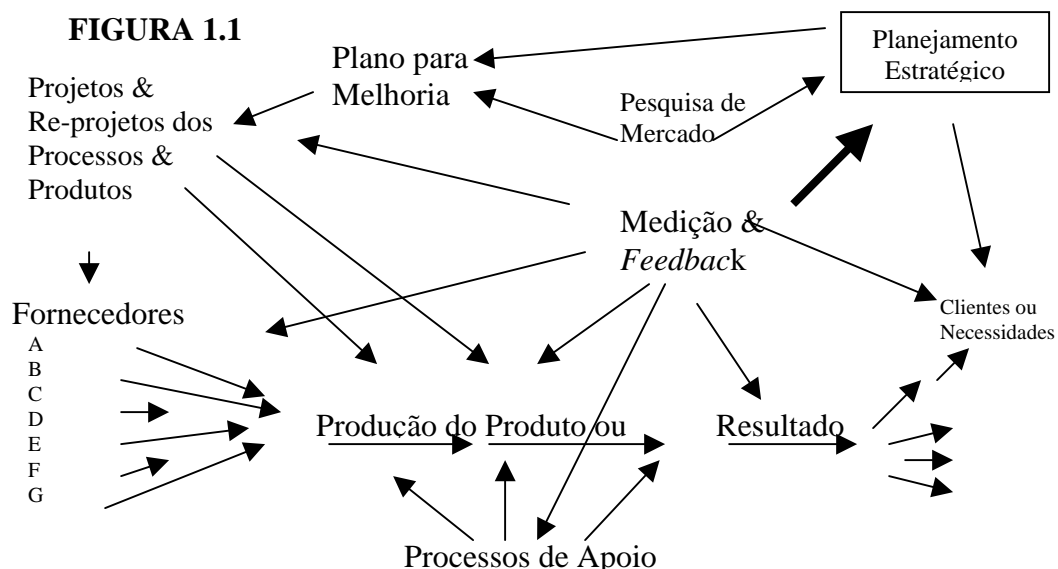 FIGURA 1.1
Plano para
Melhoria
Planejamento
Estratégico
Projetos &
Re-projetos dos
Processos &
Produtos
Pesquisa de
Mercado
Medição &
Feedback
Fornecedores
A
B
C
D
E
F
G
Clientes ou
Necessidades
Produção do Produto ou
Resultado
Processos de Apoio